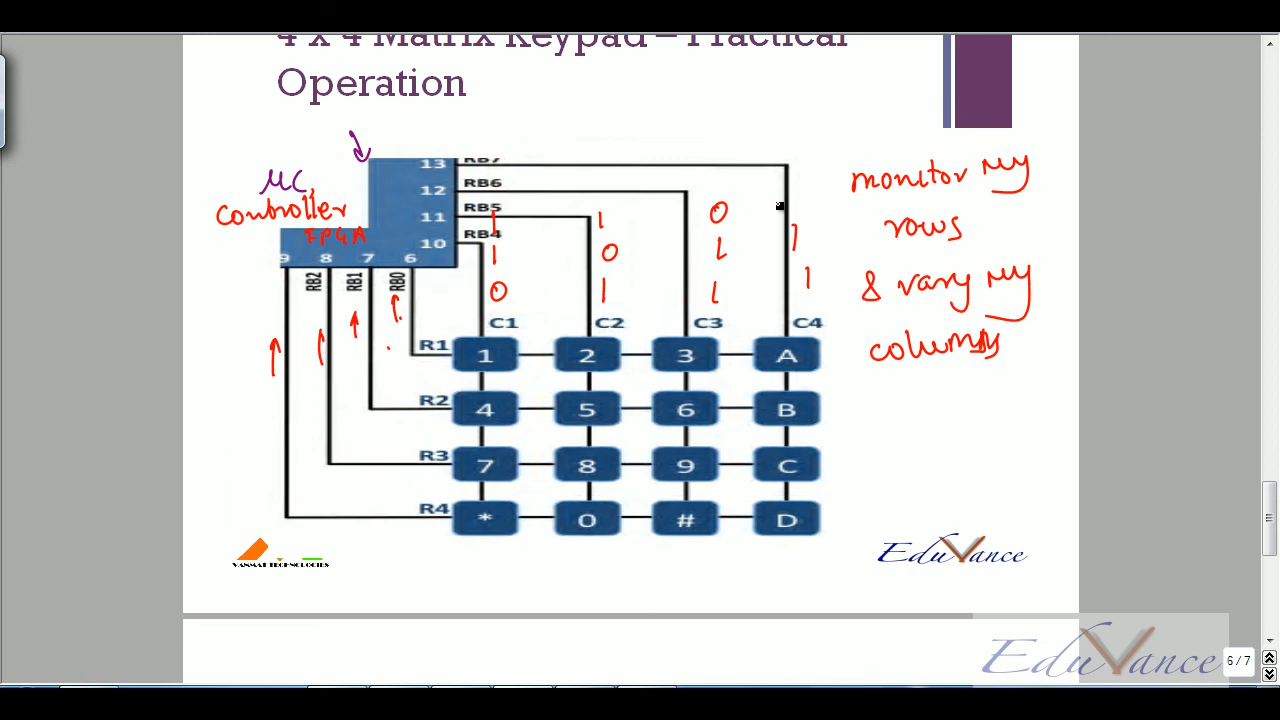 4 x 4 Matrix Keypad – Practical
Operation
13 RB7
12 RB6
11 RB5
10 RB4
9 8 7 6
RB2 RB1 RB0
μC,
Controller
FPGA
monitor my
rows
& vary my
columns
1 1 0 1
1 0 1 1
0 1 1
C1 C2 C3 C4
R1 1 2 3 A
R2 4 5 6 B
R3 7 8 9 C
R4 * 0 # D
VANMAT TECHNOLOGIES
EduVance
EduVance
6/7